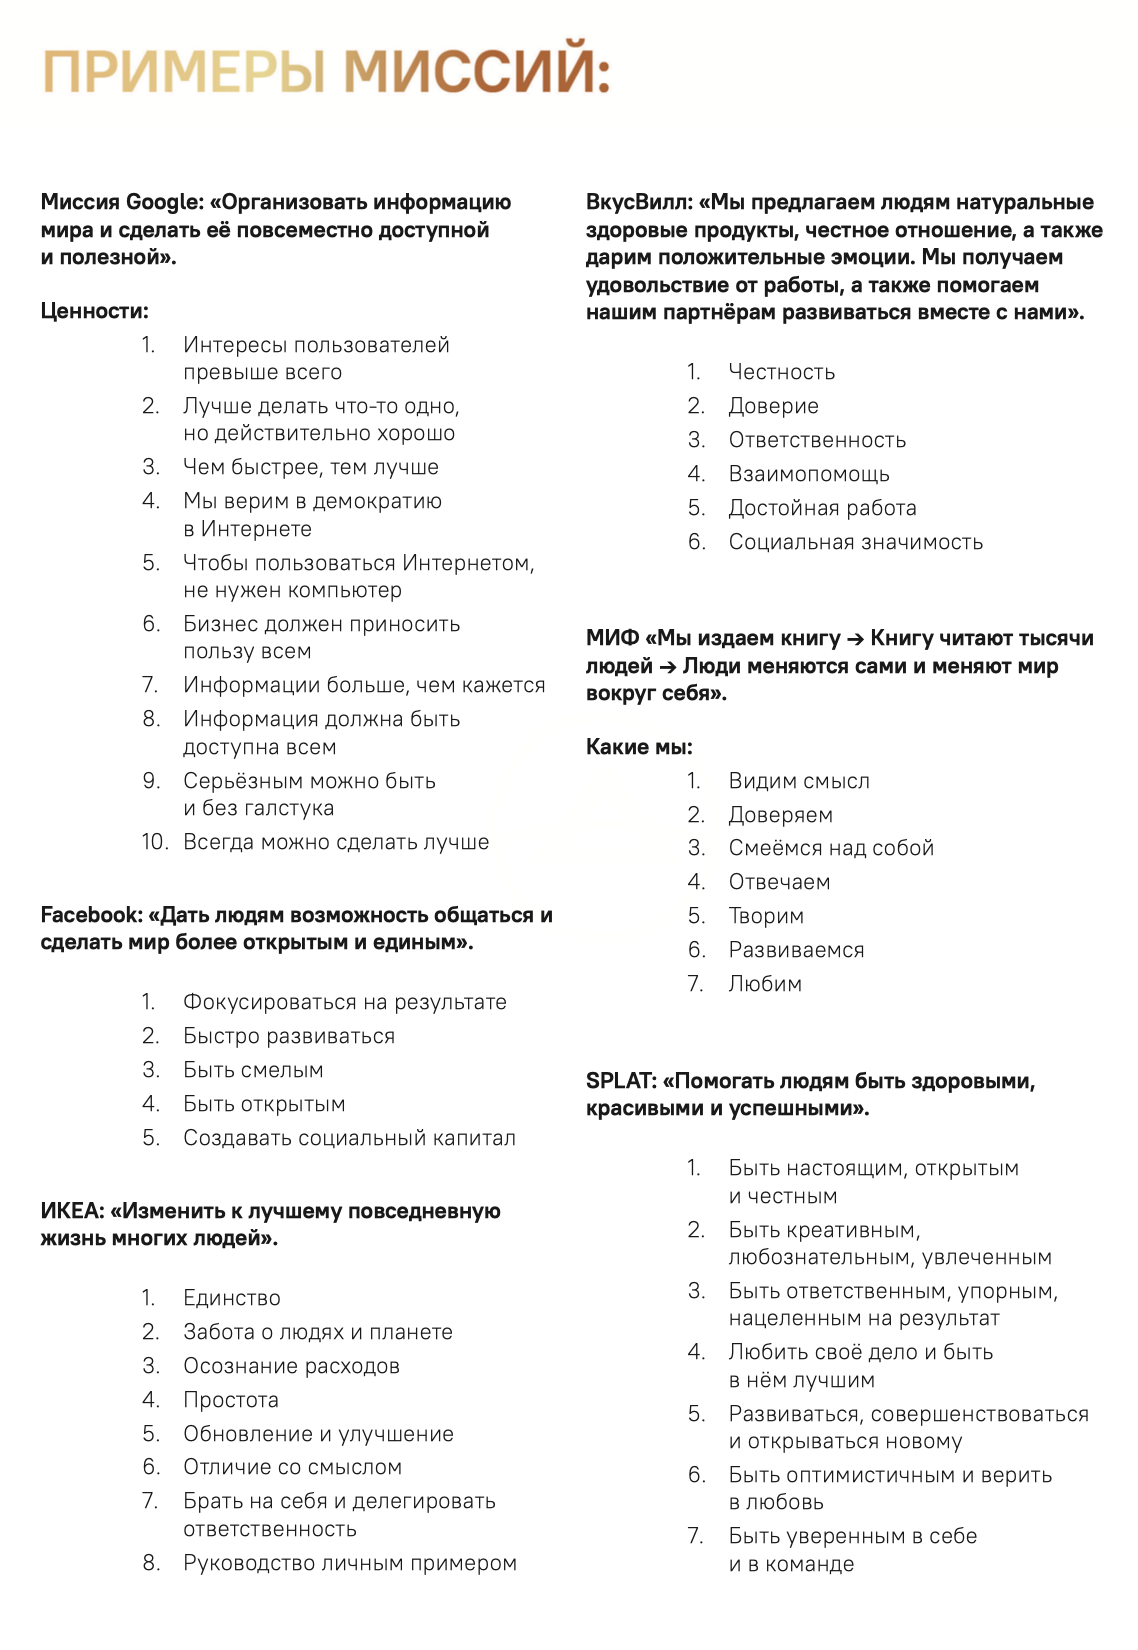 ПРИМЕРЫ МИССИЙ:
Миссия Google: «Организовать информацию
мира и сделать её повсеместно доступной
и полезной».
Ценности:
1. Интересы пользователей
превыше всего
2. Лучше делать что-то одно,
но действительно хорошо
3. Чем быстрее, тем лучше
4. Мы верим в демократию
в Интернете
5. Чтобы пользоваться Интернетом,
не нужен компьютер
6. Бизнес должен приносить
пользу всем
7. Информации больше, чем кажется
8. Информация должна быть
доступна всем
9. Серьёзным можно быть
и без галстука
10. Всегда можно сделать лучше
Facebook: «Дать людям возможность общаться и
сделать мир более открытым и единым».
1. Фокусироваться на результате
2. Быстро развиваться
3. Быть смелым
4. Быть открытым
5. Создавать социальный капитал
ИКЕА: «Изменить к лучшему повседневную
жизнь многих людей».
1. Единство
2. Забота о людях и планете
3. Осознание расходов
4. Простота
5. Обновление и улучшение
6. Отличие со смыслом
7. Брать на себя и делегировать
ответственность
8. Руководство личным примером
ВкусВилл: «Мы предлагаем людям натуральные
здоровые продукты, честное отношение, а также
дарим положительные эмоции. Мы получаем
удовольствие от работы, а также помогаем
нашим партнёрам развиваться вместе с нами».
1. Честность
2. Доверие
3. Ответственность
4. Взаимопомощь
5. Достойная работа
6. Социальная значимость
МИФ «Мы издаем книгу → Книгу читают тысячи
людей → Люди меняются сами и меняют мир
вокруг себя».
Какие мы:
1. Видим смысл
2. Доверяем
3. Смеёмся над собой
4. Отвечаем
5. Творим
6. Развиваемся
7. Любим
SPLAT: «Помогать людям быть здоровыми,
красивыми и успешными».
1. Быть настоящим, открытым
и честным
2. Быть креативным,
любознательным, увлеченным
3. Быть ответственным, упорным,
нацеленным на результат
4. Любить своё дело и быть
в нём лучшим
5. Развиваться, совершенствоваться
и открываться новому
6. Быть оптимистичным и верить
в любовь
7. Быть уверенным в себе
и в команде